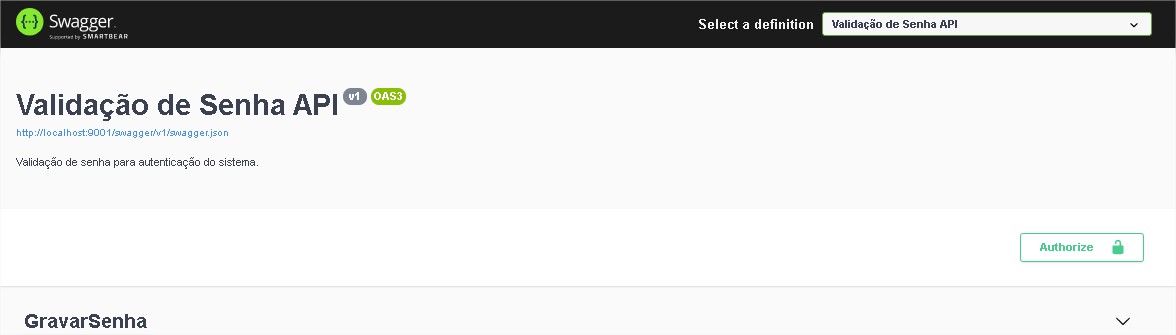 Swagger.
Supported by SMARTBEAR
Select a definition
Validação de Senha API
Validação de Senha API v1 OAS3
http://localhost:9001/swagger/v1/swagger.json
Validação de senha para autenticação do sistema.
Authorize
GravarSenha